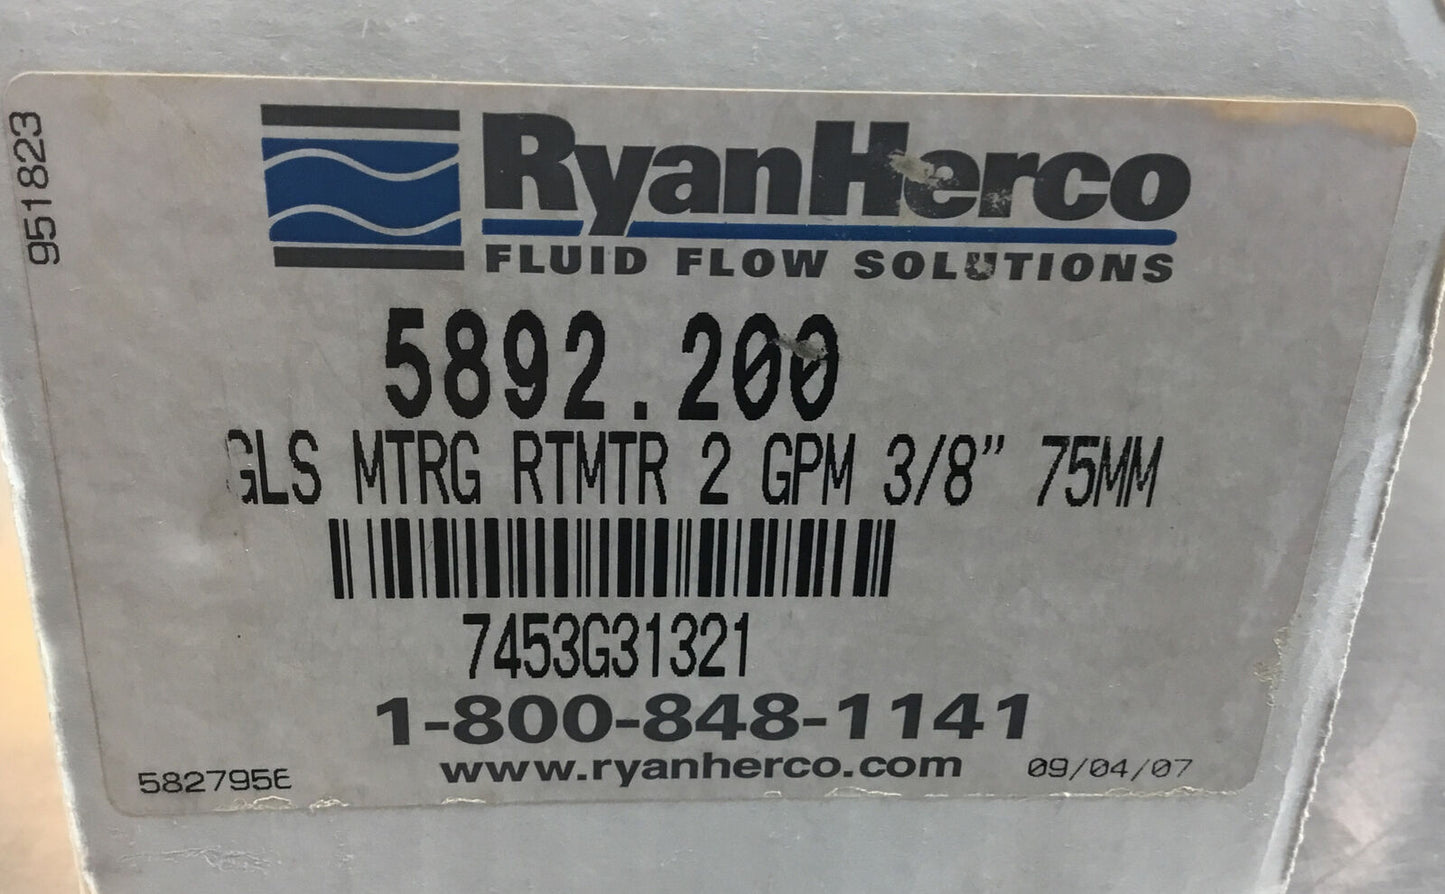 951823
RyanHerco
FLUID FLOW SOLUTIONS
5892.200
GLS MTRG RTMTR 2 GPM 3/8” 75MM
7453G31321
1-800-848-1141
www.ryanherco.com
582795E 09/04/07